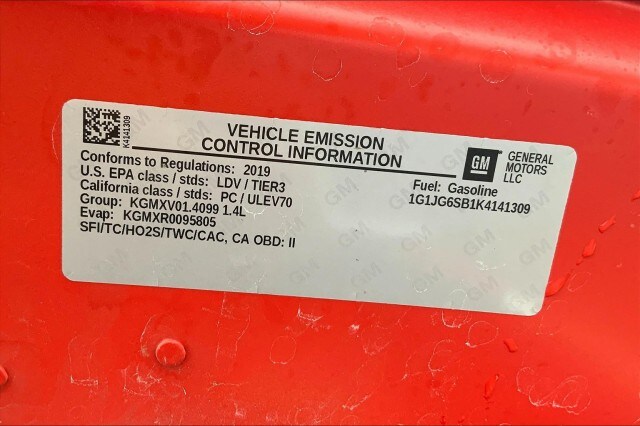 K4141309
VEHICLE EMISSION
CONTROL INFORMATION
Conforms to Regulations: 2019
U.S. EPA class / stds: LDV / TIER3
California class / stds: PC / ULEV70
Group: KGMXV01.4099 1.4L
Evap: KGMXR0095805
SFI/TC/HO2S/TWC/CAC, CA OBD: II
GM
GENERAL
MOTORS
LLC
Fuel: Gasoline
1G1JG6SB1K4141309